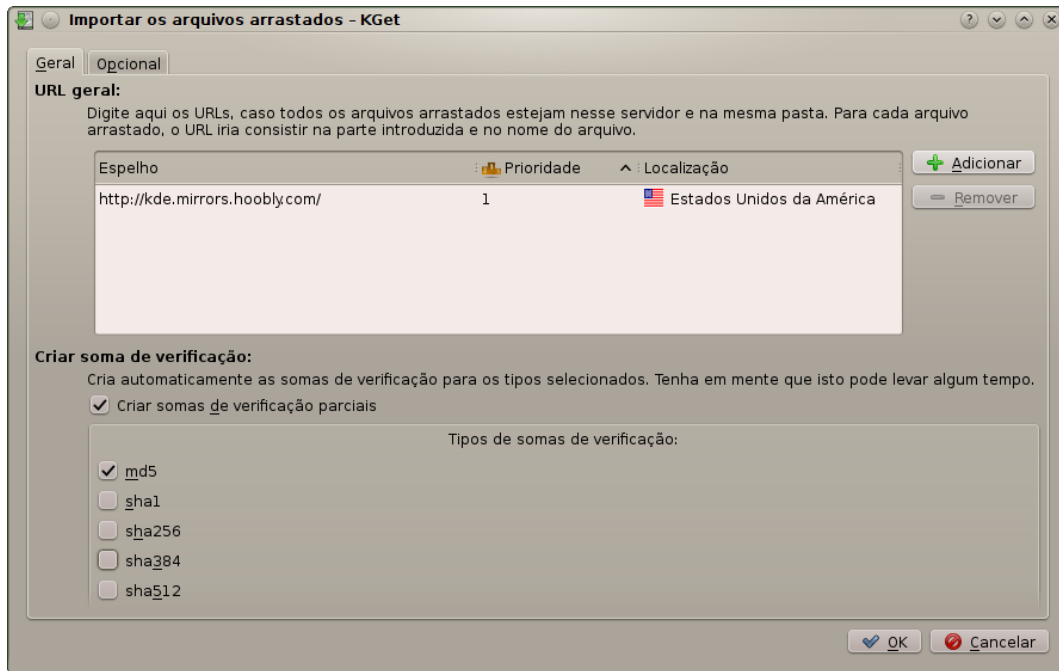 Importar os arquivos arrastados – KGet
Geral Opcional
URL geral:
Digite aqui os URLs, caso todos os arquivos arrastados estejam nesse servidor e na mesma pasta. Para cada arquivo
arrastado, o URL iria consistir na parte introduzida e no nome do arquivo.
Espelho Prioridade Localização
Adicionar
http://kde.mirrors.hoobly.com/ 1 Estados Unidos da América
Remover
Criar soma de verificação:
Cria automaticamente as somas de verificação para os tipos selecionados. Tenha em mente que isto pode levar algum tempo.
Criar somas de verificação parciais
Tipos de somas de verificação:
md5
sha1
sha256
sha384
sha512
OK Cancelar